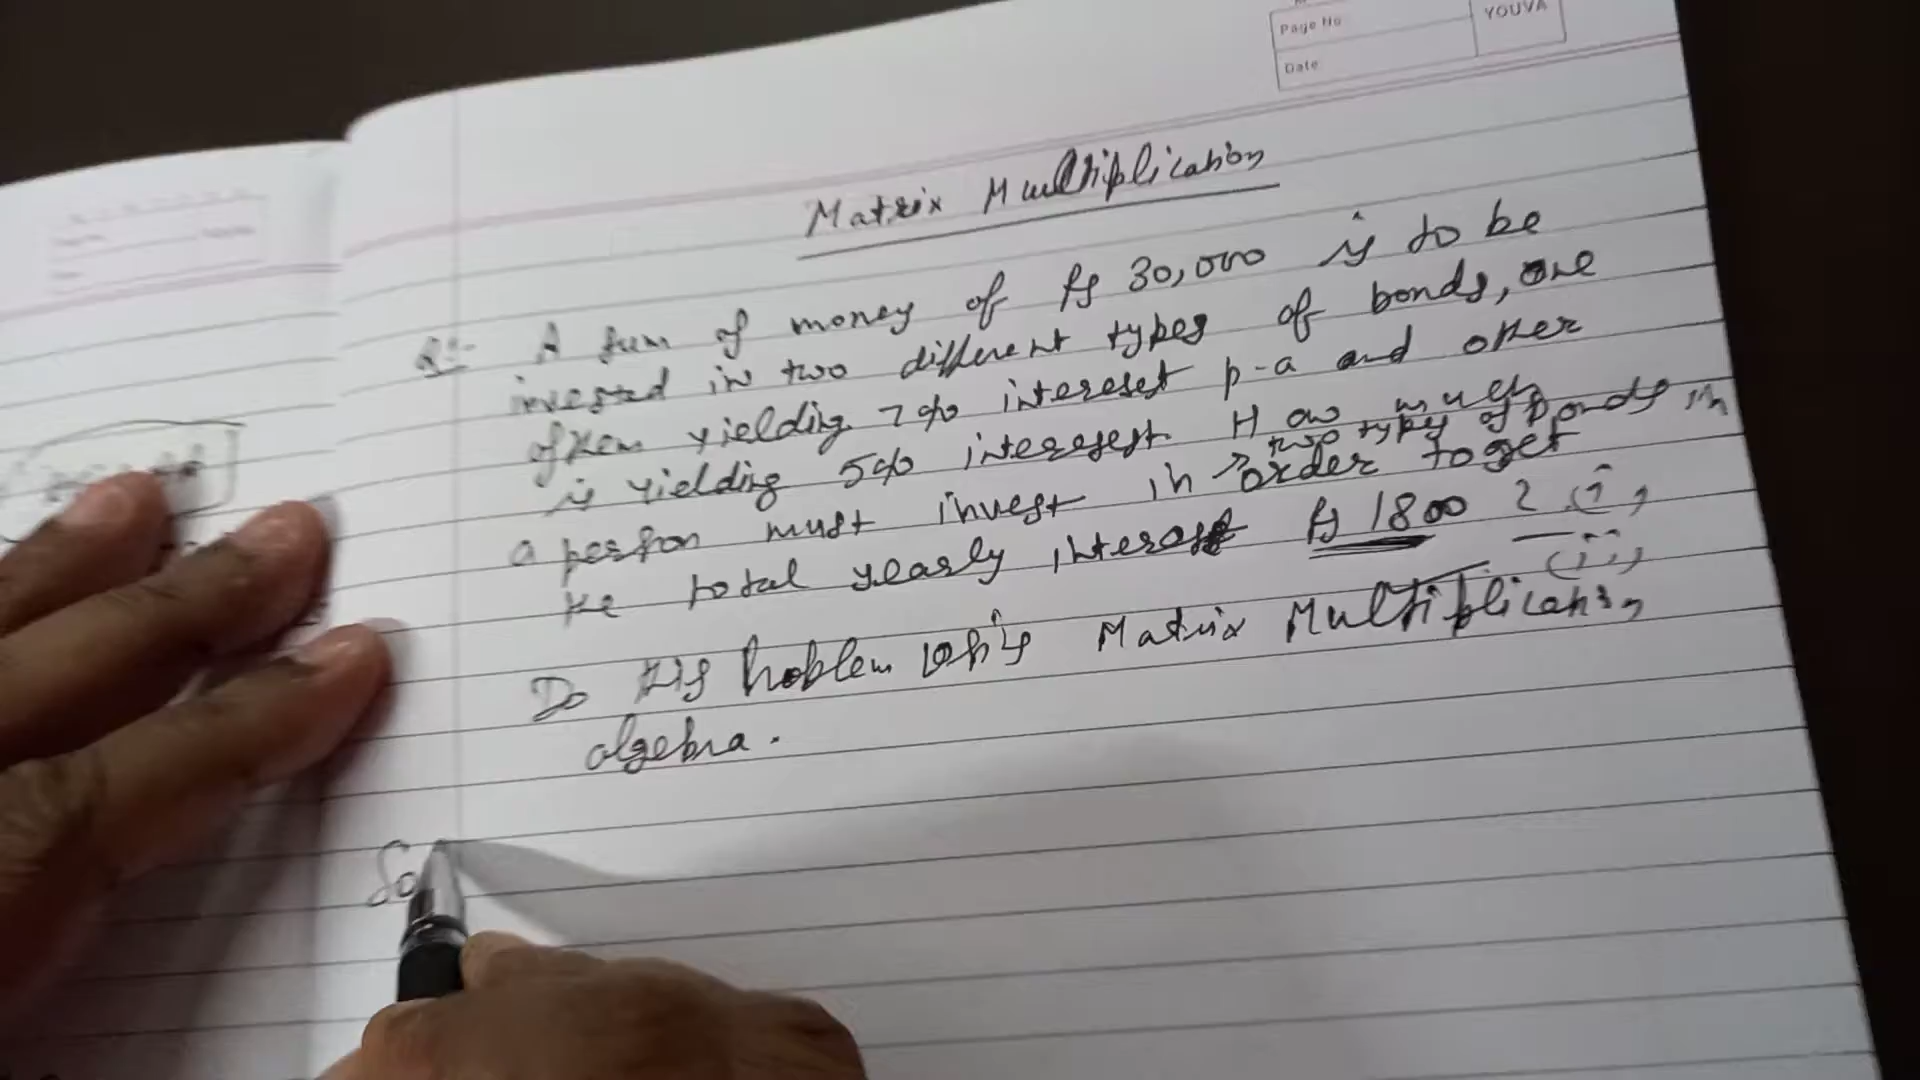 Page No
YOUVA
Date
Matrix Multiplication
Q:- A sum of money of Rs 30,000 is to be
invested in two different types of bonds, one
of them yielding 7% interest p-a and other
is yielding 5% interest. How much
two types of bonds in
a person must invest in order to get
the total yearly interest Rs 1800 ? (i),
(ii),
Do this problem using Matrix Multiplication
algebra.
So